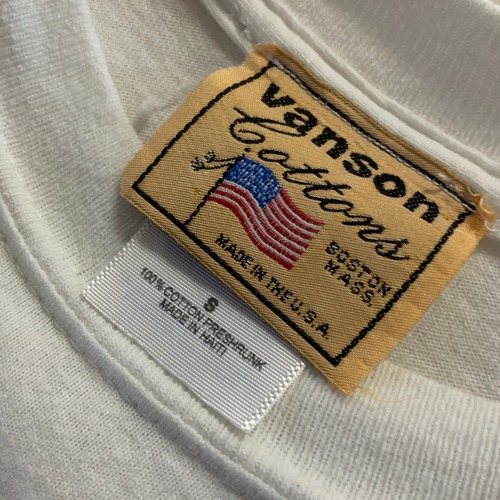 vanson
Cottons
BOSTON
MASS.
MADE IN THE U.S.A.
S
100% COTTON PRESHRUNK
MADE IN HAITI